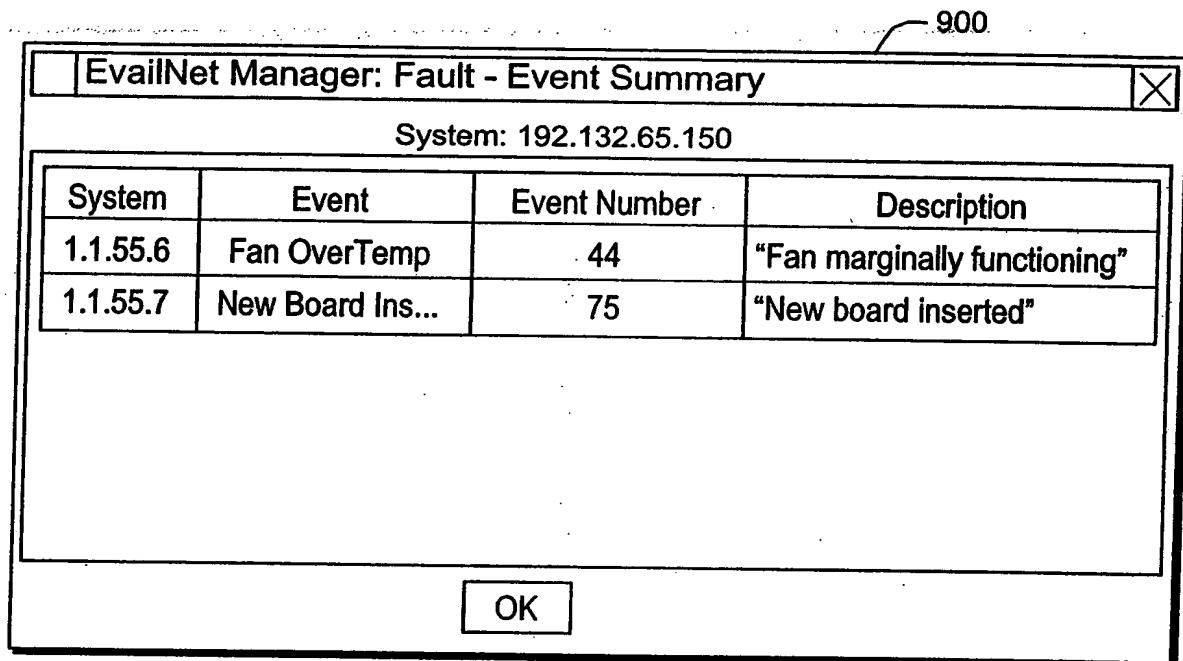 900
EvailNet Manager: Fault - Event Summary
System: 192.132.65.150
System Event Event Number Description
1.1.55.6 Fan OverTemp 44 “Fan marginally functioning”
1.1.55.7 New Board Ins... 75 “New board inserted”
OK